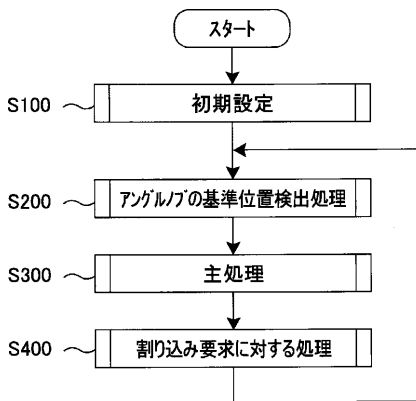 スタート
S100
初期設定
S200
アングルノブの基準位置検出処理
S300
主処理
S400
割り込み要求に対する処理